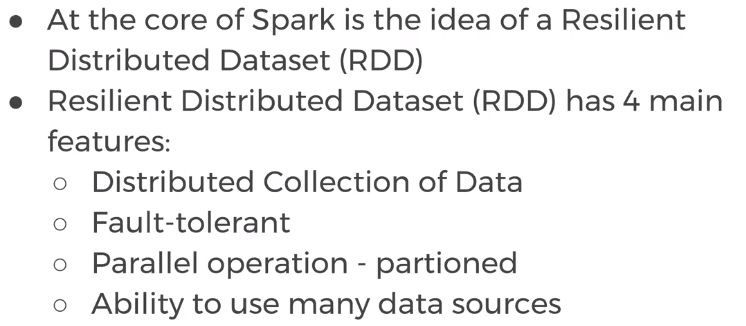 ● At the core of Spark is the idea of a Resilient
Distributed Dataset (RDD)
● Resilient Distributed Dataset (RDD) has 4 main
features:
○ Distributed Collection of Data
○ Fault-tolerant
○ Parallel operation - partioned
○ Ability to use many data sources